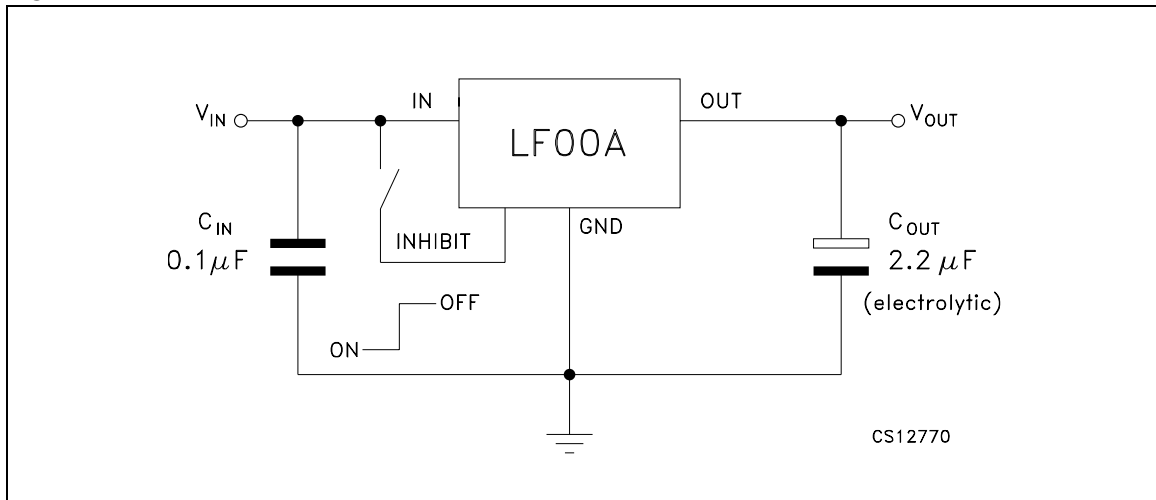 IN
OUT
V_IN
V_OUT
LF00A
GND
C_IN
0.1μF
INHIBIT
C_OUT
2.2 μF
(electrolytic)
OFF
ON
CS12770